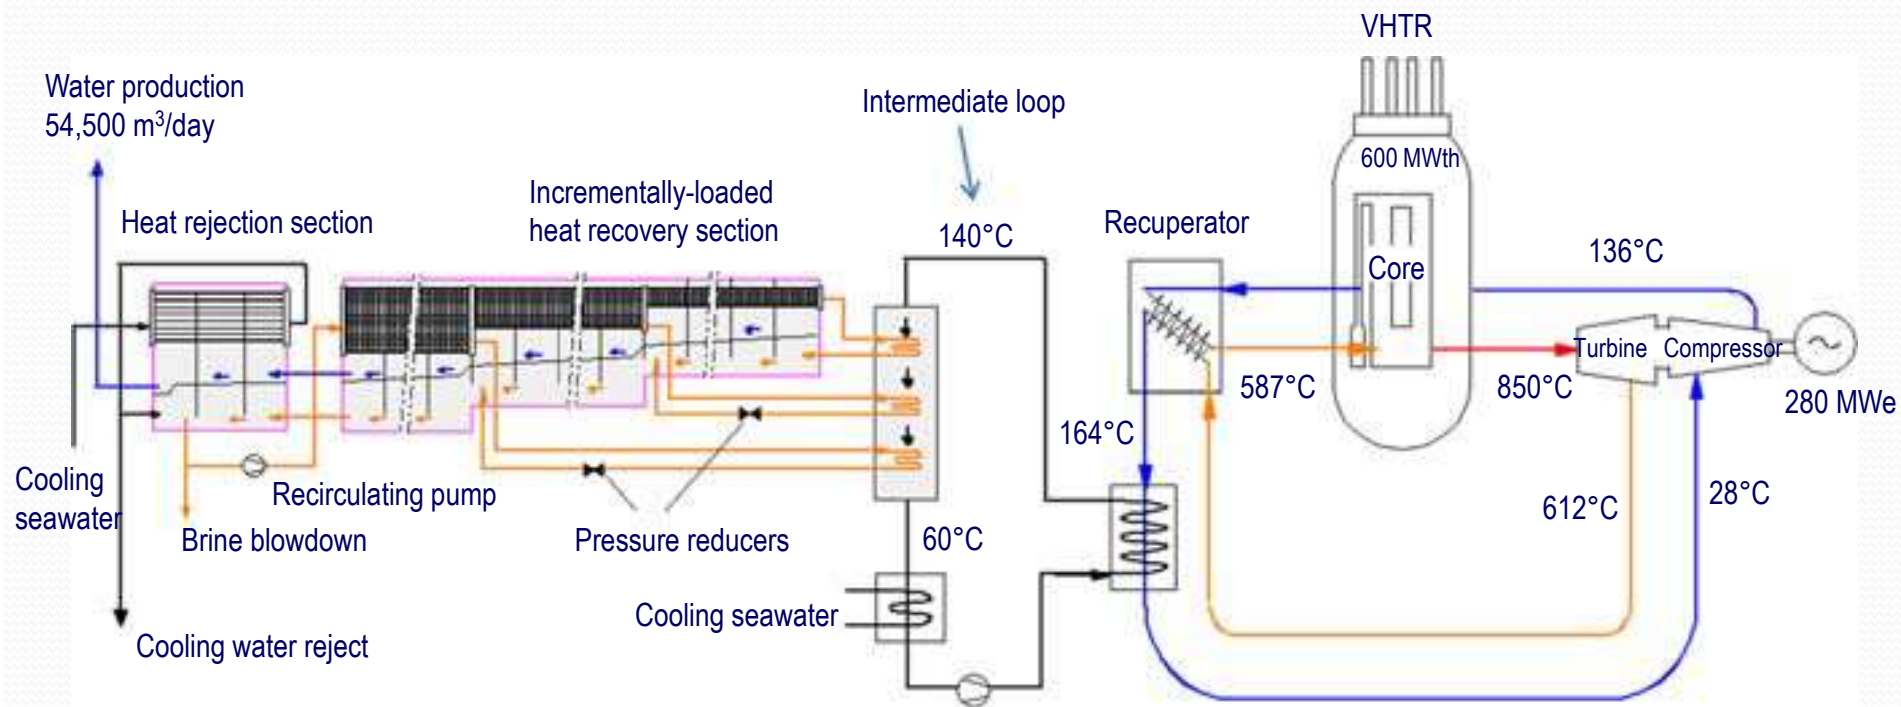 VHTR
Water production
54,500 m³/day
Intermediate loop
600 MWth
Incrementally-loaded
heat recovery section
Heat rejection section
Recuperator
140°C
136°C
Core
Turbine
Compressor
587°C
850°C
280 MWe
164°C
Cooling
seawater
Recirculating pump
28°C
612°C
Brine blowdown
Pressure reducers
60°C
Cooling seawater
Cooling water reject